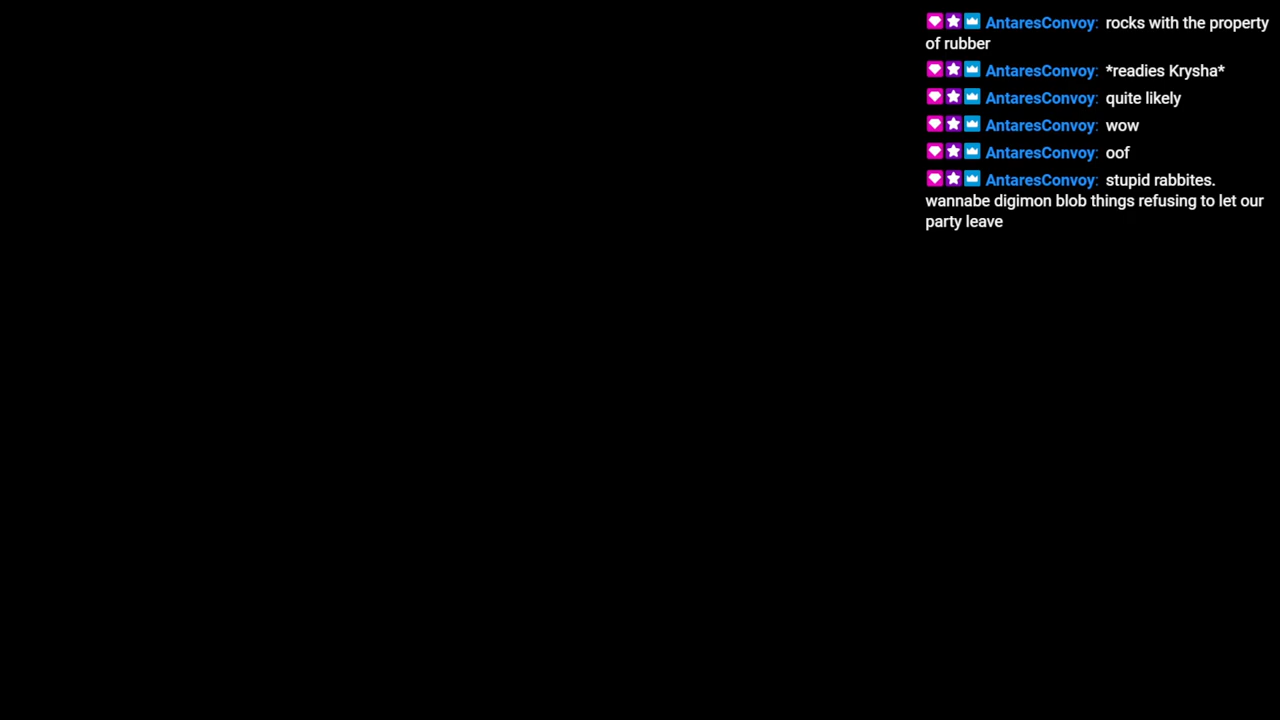 AntaresConvoy: rocks with the property
of rubber
AntaresConvoy: *readies Krysha*
AntaresConvoy: quite likely
AntaresConvoy: wow
AntaresConvoy: oof
AntaresConvoy: stupid rabbites.
wannabe digimon blob things refusing to let our
party leave